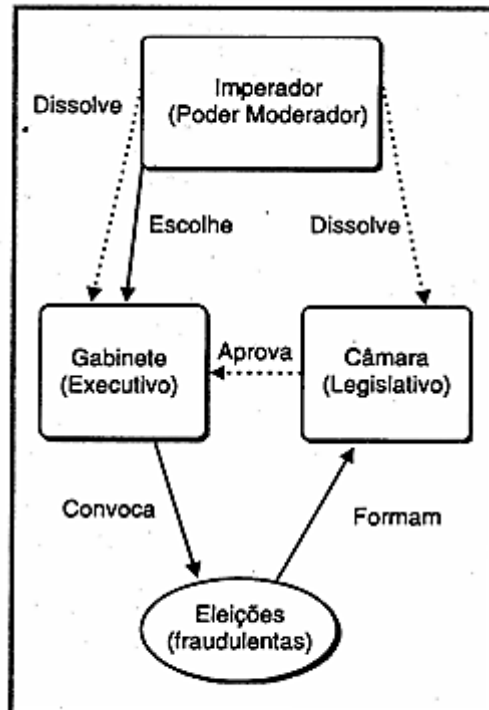 Imperador
(Poder Moderador)
Dissolve
Escolhe
Dissolve
Gabinete
(Executivo)
Aprova
Câmara
(Legislativo)
Convoca
Formam
Eleições
(fraudulentas)